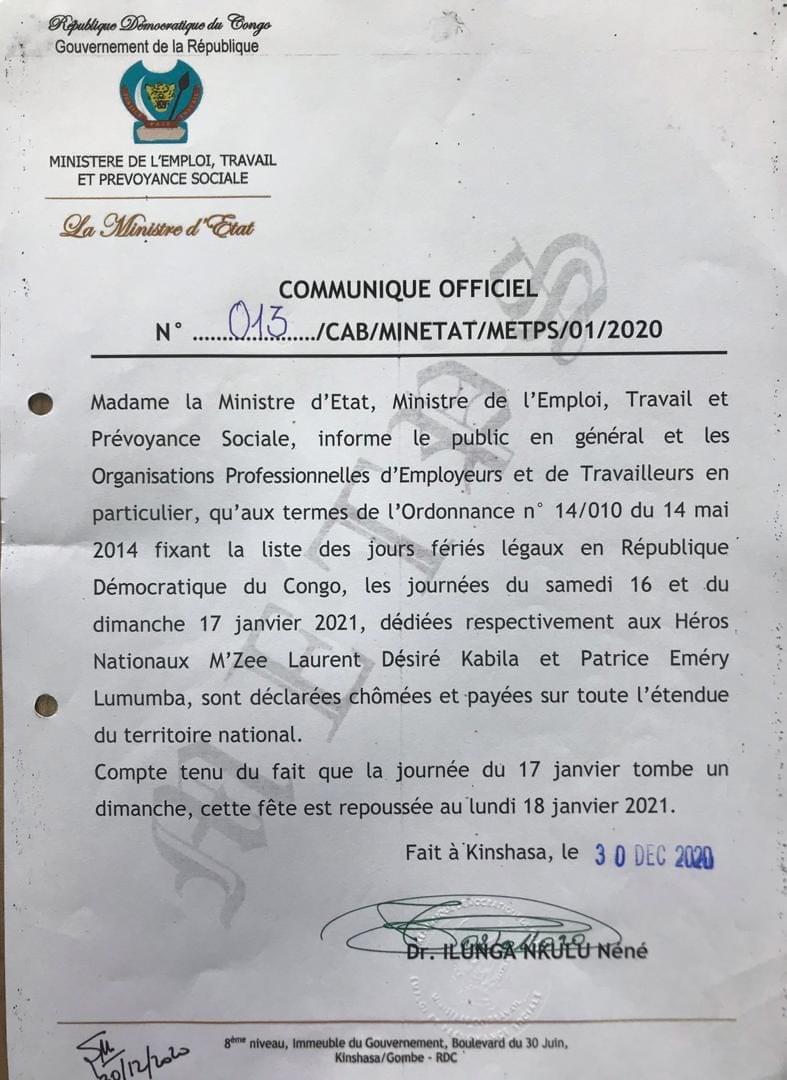 République Démocratique du Congo
Gouvernement de la République
MINISTERE DE L'EMPLOI, TRAVAIL
ET PREVOYANCE SOCIALE
La Ministre d'Etat
METPS
COMMUNIQUE OFFICIEL
N° ......013....../CAB/MINETAT/METPS/01/2020
Madame la Ministre d'Etat, Ministre de l'Emploi, Travail et
Prévoyance Sociale, informe le public en général et les
Organisations Professionnelles d'Employeurs et de Travailleurs en
particulier, qu'aux termes de l'Ordonnance n° 14/010 du 14 mai
2014 fixant la liste des jours fériés légaux en République
Démocratique du Congo, les journées du samedi 16 et du
dimanche 17 janvier 2021, dédiées respectivement aux Héros
Nationaux M'Zee Laurent Désiré Kabila et Patrice Eméry
Lumumba, sont déclarées chômées et payées sur toute l'étendue
du territoire national.
Compte tenu du fait que la journée du 17 janvier tombe un
dimanche, cette fête est repoussée au lundi 18 janvier 2021.
Fait à Kinshasa, le 30 DEC 2020
Dr. ILUNGA NKULU Néné
8ème niveau, Immeuble du Gouvernement, Boulevard du 30 Juin,
Kinshasa/Gombe - RDC